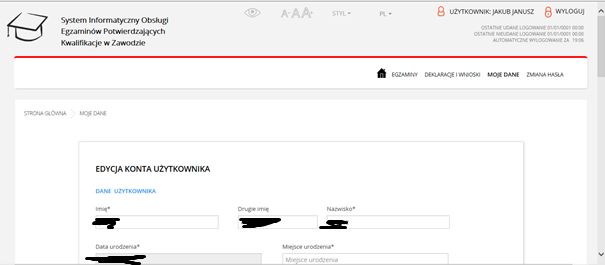 System Informatyczny Obsługi
Egzaminów Potwierdzających
Kwalifikacje w Zawodzie
A- A A+
STYL
PL
UŻYTKOWNIK: JAKUB JANUSZ
WYLOGUJ
OSTATNIE UDANE LOGOWANIE 01/01/0001 00:00
OSTATNIE NIEUDANE LOGOWANIE 01/01/0001 00:00
AUTOMATYCZNE WYLOGOWANIE ZA 19:06
EGZAMINY DEKLARACJE I WNIOSKI MOJE DANE ZMIANA HASŁA
STRONA GŁÓWNA MOJE DANE
EDYCJA KONTA UŻYTKOWNIKA
DANE UŻYTKOWNIKA
Imię* Drugie imię Nazwisko*
Data urodzenia* Miejsce urodzenia*
Miejsce urodzenia